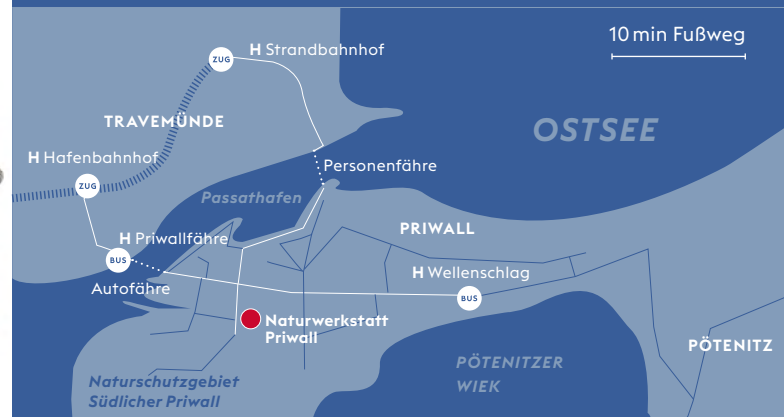 10 min Fußweg
ZUG
H Strandbahnhof
TRAVEMÜNDE
OSTSEE
H Hafenbahnhof
Personenfähre
ZUG
Passathafen
PRIWALL
H Priwallfähre
BUS
H Wellenschlag
Autofähre
BUS
Naturwerkstatt
Priwall
PÖTENITZ
PÖTENITZER
WIEK
Naturschutzgebiet
Südlicher Priwall